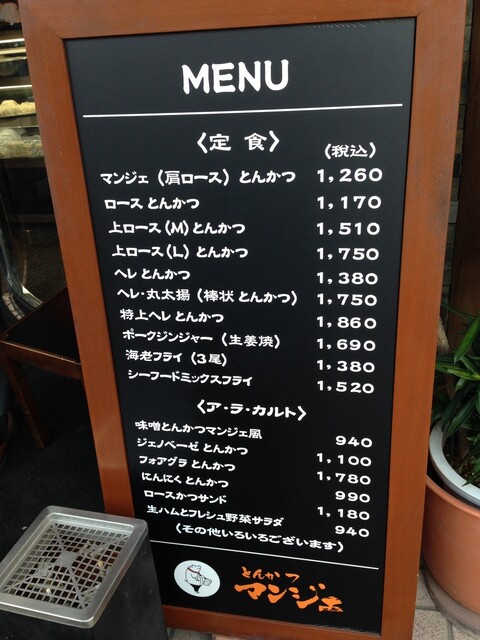 MENU
〈定 食〉
(税込)
マンジェ（肩ロース）とんかつ 1,260
ロースとんかつ 1,170
上ロース(M)とんかつ 1,510
上ロース(L)とんかつ 1,750
ヘレとんかつ 1,380
ヘレ・丸太揚（棒状とんかつ） 1,750
特上ヘレとんかつ 1,860
ポークジンジャー（生姜焼） 1,690
海老フライ（3尾） 1,380
シーフードミックスフライ 1,520
〈ア・ラ・カルト〉
味噌とんかつマンジェ風 940
ジェノベーゼとんかつ 1,100
フォアグラとんかつ 1,780
にんにくとんかつ 990
ロースかつサンド 1,180
生ハムとフレシュ野菜サラダ 940
（その他いろいろございます）
とんかつ
マンジェ